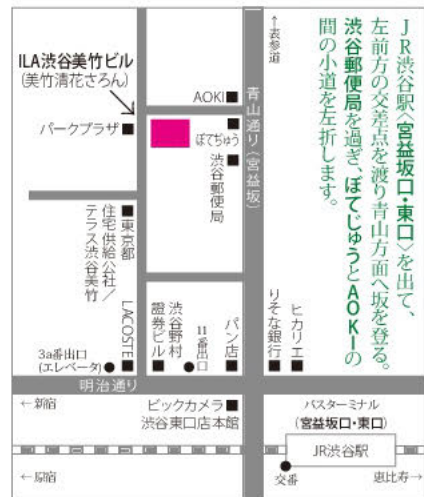 JR渋谷駅〈宮益坂口・東口〉を出て、
左前方の交差点を渡り青山方面へ坂を登る。
渋谷郵便局を過ぎ、ぼてじゅうとAOKIの
間の小道を左折します。
←表参道
ILA渋谷美竹ビル
(美竹清花さろん)
AOKI
パークプラザ
ぼてぢゅう
渋谷郵便局
青山通り(宮益坂)
東京都
住宅供給公社/
テラス渋谷美竹
LACOSTE
渋谷野村
證券ビル
11番出口
パン店
りそな銀行
ヒカリエ
3a番出口
(エレベータ)
明治通り
←新宿
ビックカメラ
渋谷東口店本館
バスターミナル
(宮益坂口・東口)
JR渋谷駅
←原宿
交番
恵比寿→